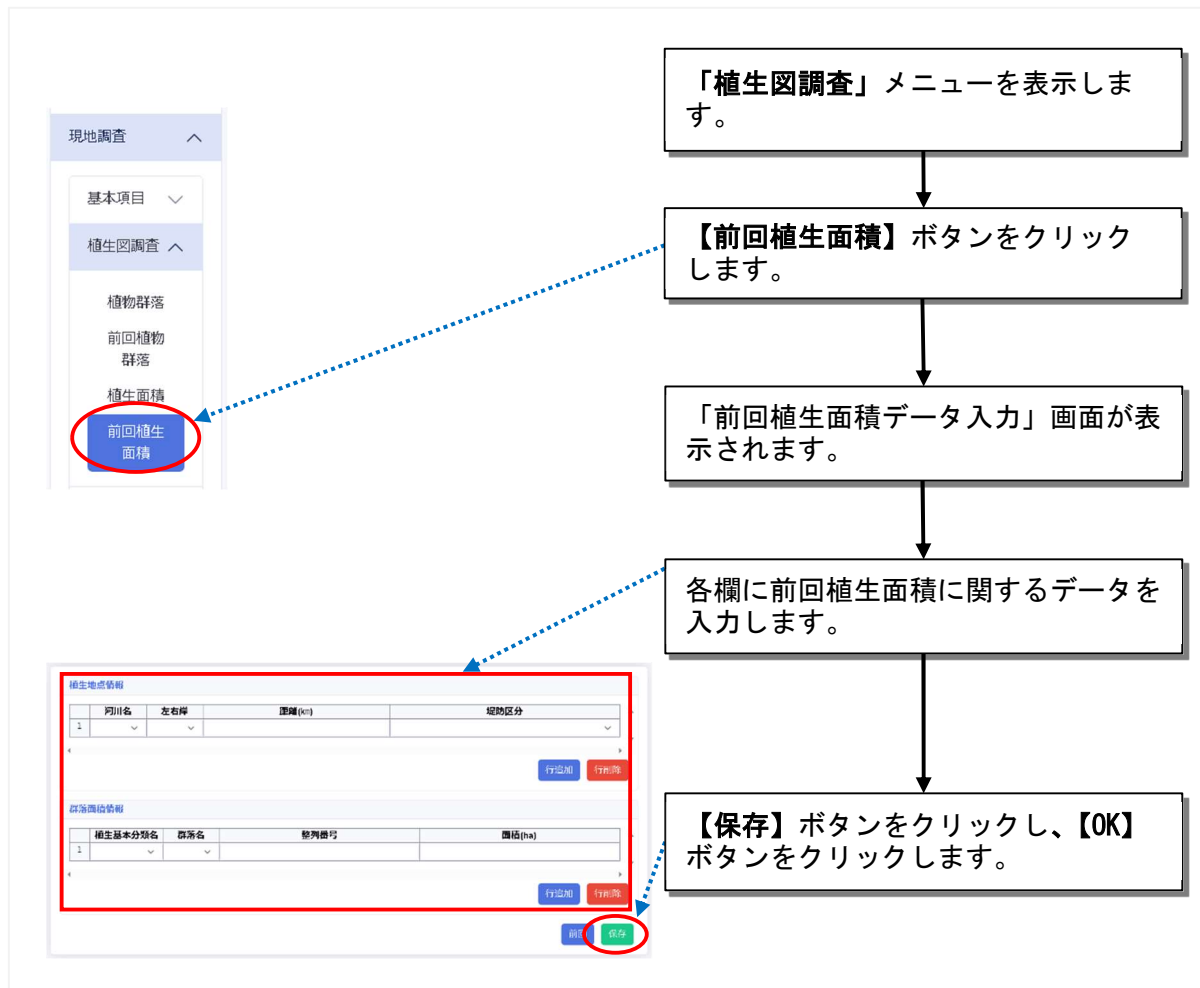 「植生図調査」メニューを表示しま
す。
現地調査
基本項目
植生図調査
植物群落
前回植物
群落
植生面積
前回植生
面積
【前回植生面積】ボタンをクリック
します。
「前回植生面積データ入力」画面が表
示されます。
各欄に前回植生面積に関するデータを
入力します。
植生地点情報
河川名 左右岸 距離(km) 堤防区分
1
行追加 行削除
群落面積情報
植生基本分類名 群落名 整列番号 面積(ha)
1
行追加 行削除
前回 保存
【保存】ボタンをクリックし、【OK】
ボタンをクリックします。